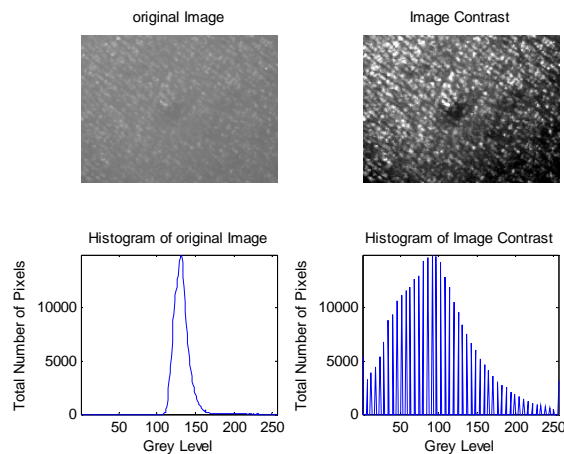 original Image
Image Contrast
Histogram of original Image
Total Number of Pixels
10000
5000
0
50
100
150
200
250
Grey Level
Histogram of Image Contrast
Total Number of Pixels
10000
5000
0
50
100
150
200
250
Grey Level